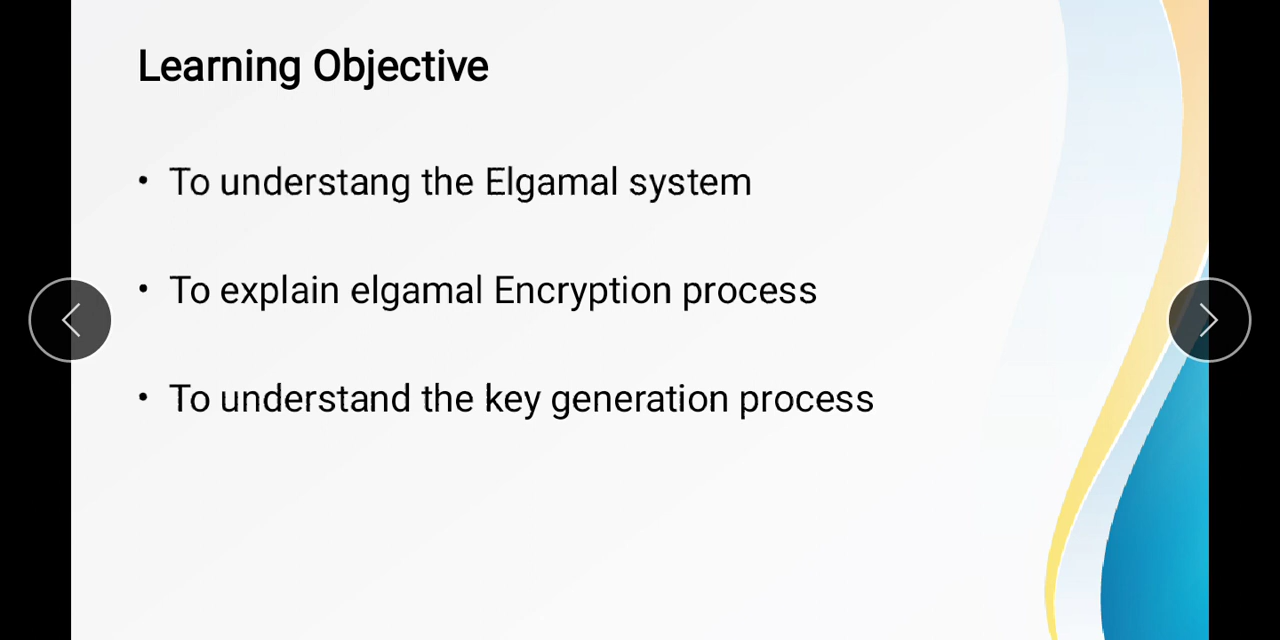 Learning Objective
• To understang the Elgamal system
• To explain elgamal Encryption process
• To understand the key generation process